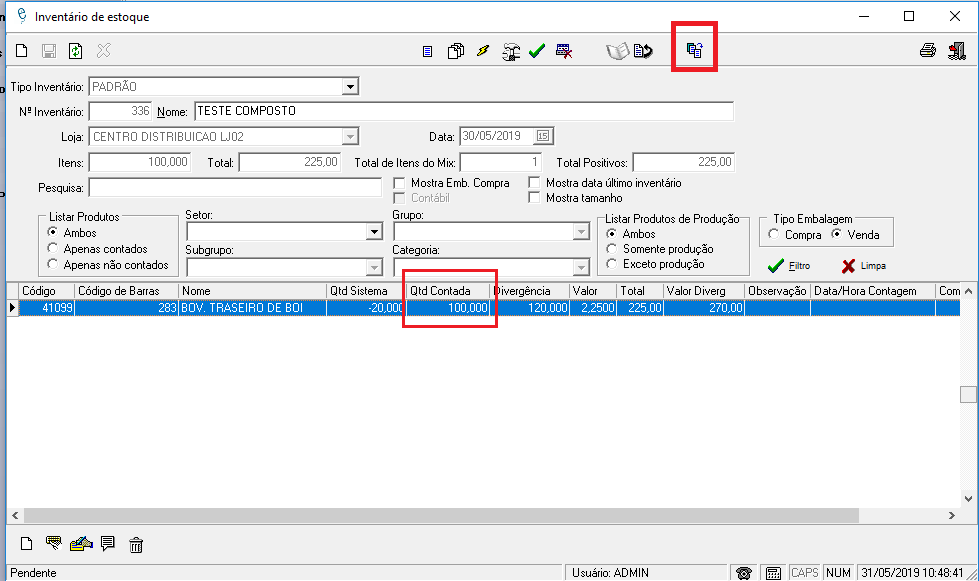 Inventário de estoque
Tipo Inventário: PADRÃO
Nº Inventário: 336 Nome: TESTE COMPOSTO
Loja: CENTRO DISTRIBUICAO LJ02 Data: 30/05/2019 15
Itens: 100,000 Total: 225,00 Total de Itens do Mix: 1 Total Positivos: 225,00
Pesquisa: Mostra Emb. Compra Mostra data último inventário
Contábil Mostra tamanho
Listar Produtos Setor: Grupo: Listar Produtos de Produção Tipo Embalagem
Ambos Ambos Compra Venda
Apenas contados Subgrupo: Categoria: Somente produção
Apenas não contados Exceto produção Filtro Limpa
Código Código de Barras Nome Qtd Sistema Qtd Contada Divergência Valor Total Valor Diverg Observação Data/Hora Contagem Com
41099 283 BOV. TRASEIRO DE BOI -20,000 100,000 120,000 2,2500 225,00 270,00
Pendente Usuário: ADMIN CAPS NUM 31/05/2019 10:48:41